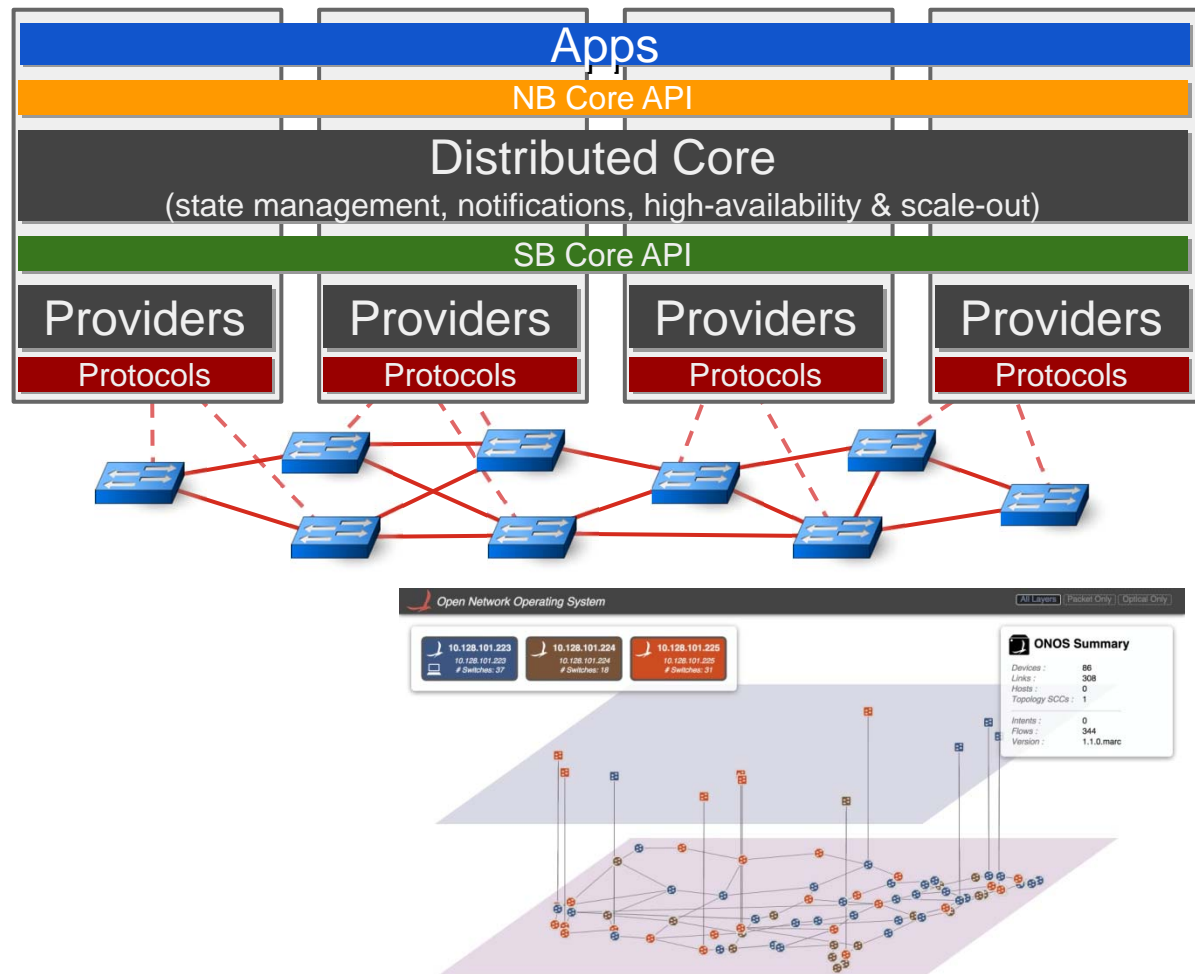 Apps
NB Core API
Distributed Core
(state management, notifications, high-availability & scale-out)
SB Core API
Providers Providers Providers Providers
Protocols Protocols Protocols Protocols
Open Network Operating System
All Layers Packet Only Optical Only
10.128.101.223
10.128.101.223
# Switches: 37
10.128.101.224
10.128.101.224
# Switches: 18
10.128.101.225
10.128.101.225
# Switches: 31
ONOS Summary
Devices : 86
Links : 308
Hosts : 0
Topology SCCs : 1
Intents : 0
Flows : 344
Version : 1.1.0.marc